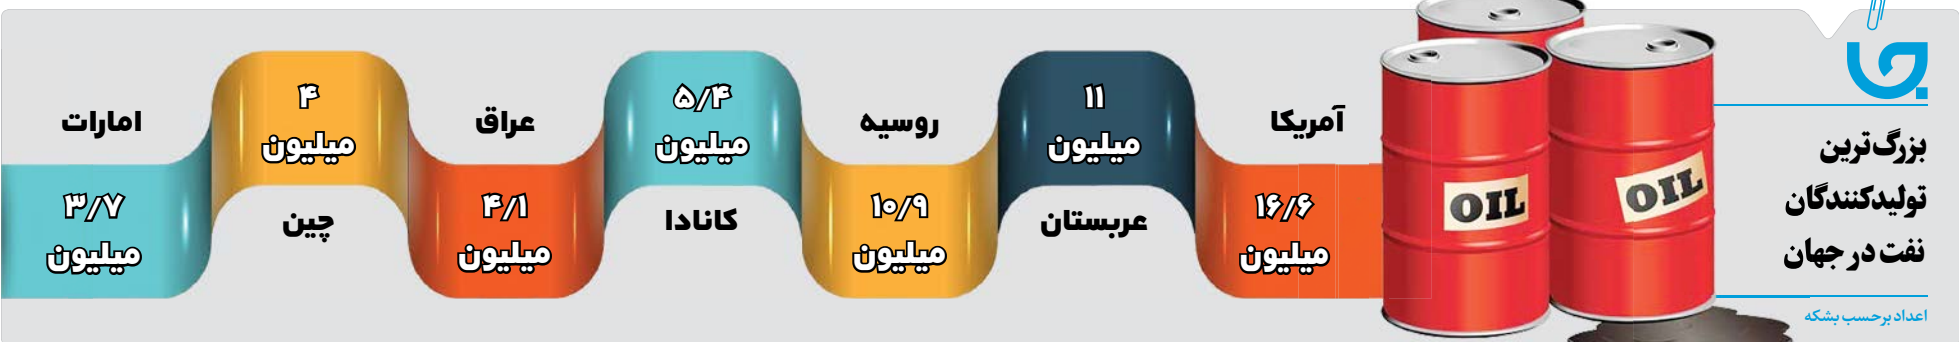 بزرگ‌ترین
تولیدکنندگان
نفت در جهان
اعداد برحسب بشکه
OIL
OIL
آمریکا
۱۶/۶
میلیون
۱۱
میلیون
عربستان
روسیه
۱۰/۹
میلیون
۵/۴
میلیون
کانادا
عراق
۴/۱
میلیون
۴
میلیون
چین
امارات
۳/۷
میلیون